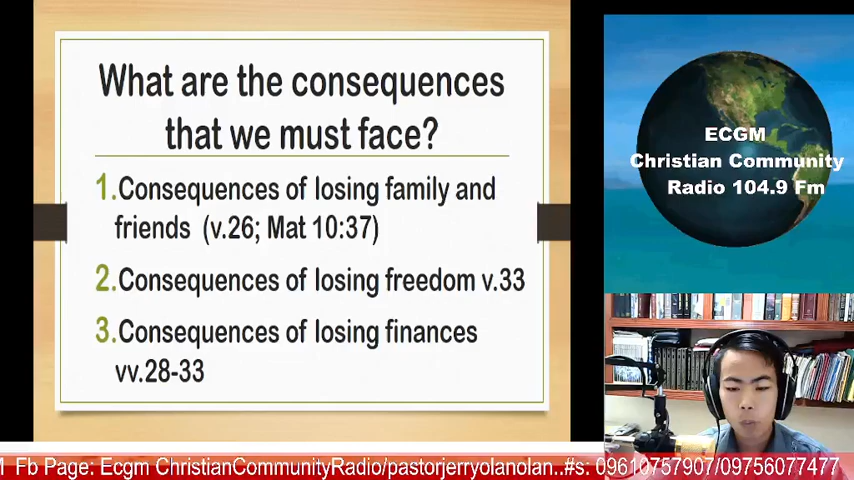 What are the consequences
that we must face?
1.Consequences of losing family and
friends (v.26; Mat 10:37)
2.Consequences of losing freedom v.33
3.Consequences of losing finances
vv.28-33
ECGM
Christian Community
Radio 104.9 Fm
Fb Page: Ecgm ChristianCommunityRadio/pastorjerryolanolan..#s: 09610757907/09756077477